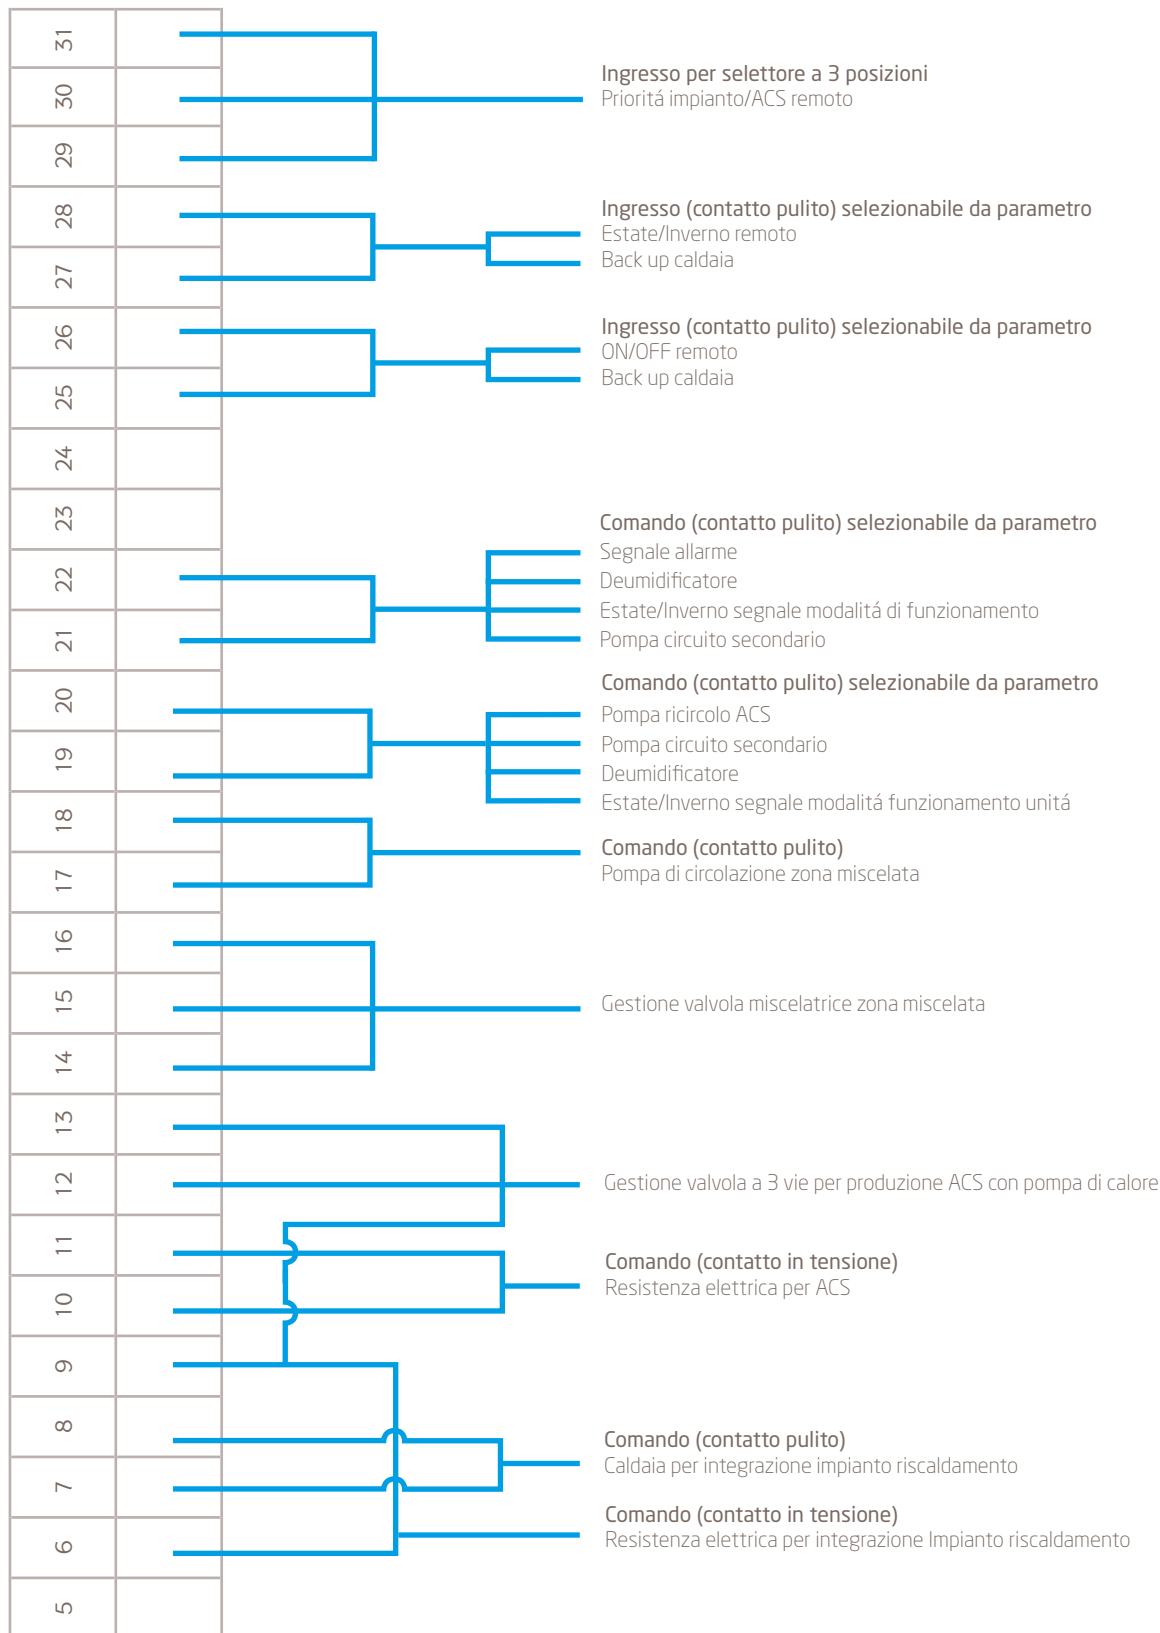 31
Ingresso per selettore a 3 posizioni
30
Prioritá impianto/ACS remoto
29
28
Ingresso (contatto pulito) selezionabile da parametro
Estate/Inverno remoto
27
Back up caldaia
26
Ingresso (contatto pulito) selezionabile da parametro
ON/OFF remoto
25
Back up caldaia
24
23
Comando (contatto pulito) selezionabile da parametro
Segnale allarme
22
Deumidificatore
Estate/Inverno segnale modalitá di funzionamento
21
Pompa circuito secondario
20
Comando (contatto pulito) selezionabile da parametro
Pompa ricircolo ACS
19
Pompa circuito secondario
Deumidificatore
Estate/Inverno segnale modalitá funzionamento unitá
18
Comando (contatto pulito)
17
Pompa di circolazione zona miscelata
16
15
Gestione valvola miscelatrice zona miscelata
14
13
12
Gestione valvola a 3 vie per produzione ACS con pompa di calore
11
Comando (contatto in tensione)
Resistenza elettrica per ACS
10
9
8
Comando (contatto pulito)
Caldaia per integrazione impianto riscaldamento
7
Comando (contatto in tensione)
Resistenza elettrica per integrazione Impianto riscaldamento
6
5